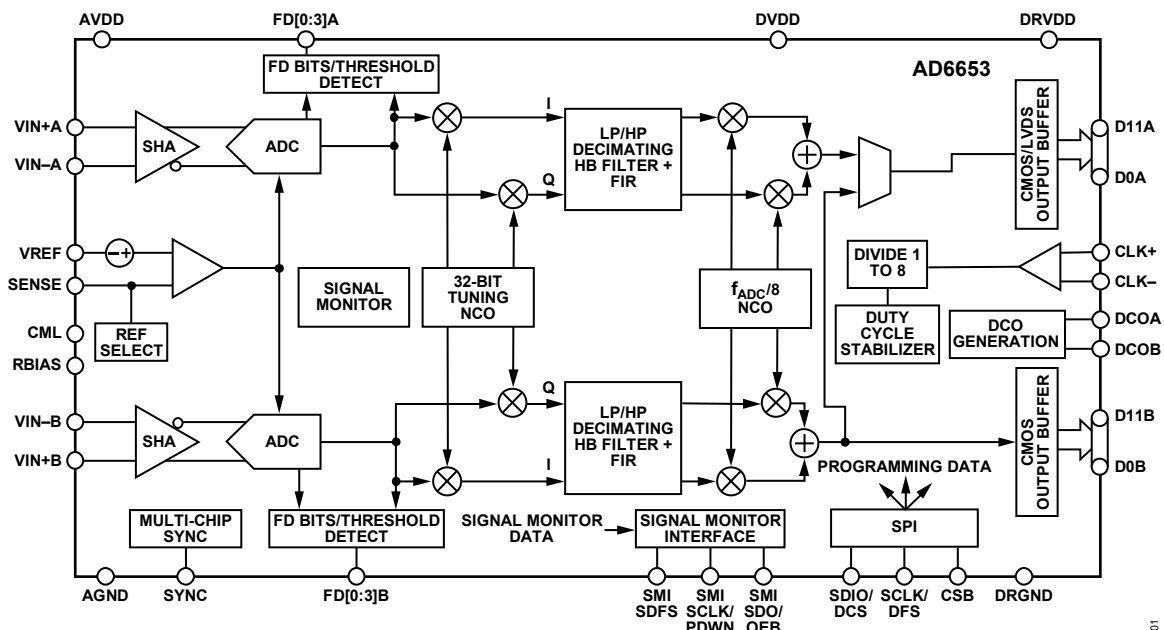 AVDD
FD[0:3]A
DVDD
DRVDD
FD BITS/THRESHOLD
DETECT
AD6653
VIN+A
VIN–A
SHA
ADC
I
Q
LP/HP
DECIMATING
HB FILTER +
FIR
CMOS/LVDS
OUTPUT BUFFER
D11A
D0A
VREF
SENSE
REF
SELECT
CML
RBIAS
SIGNAL
MONITOR
32-BIT
TUNING
NCO
fADC/8
NCO
DIVIDE 1
TO 8
DUTY
CYCLE
STABILIZER
CLK+
CLK–
DCO
GENERATION
DCOA
DCOB
VIN–B
VIN+B
SHA
ADC
Q
I
LP/HP
DECIMATING
HB FILTER +
FIR
CMOS
OUTPUT BUFFER
D11B
D0B
PROGRAMMING DATA
MULTI-CHIP
SYNC
FD BITS/THRESHOLD
DETECT
SIGNAL MONITOR
DATA
SIGNAL MONITOR
INTERFACE
SPI
AGND
SYNC
FD[0:3]B
SMI
SDFS
SMI
SCLK/
PDWN
SMI
SDO/
OEB
SDIO/
DCS
SCLK/
DFS
CSB
DRGND